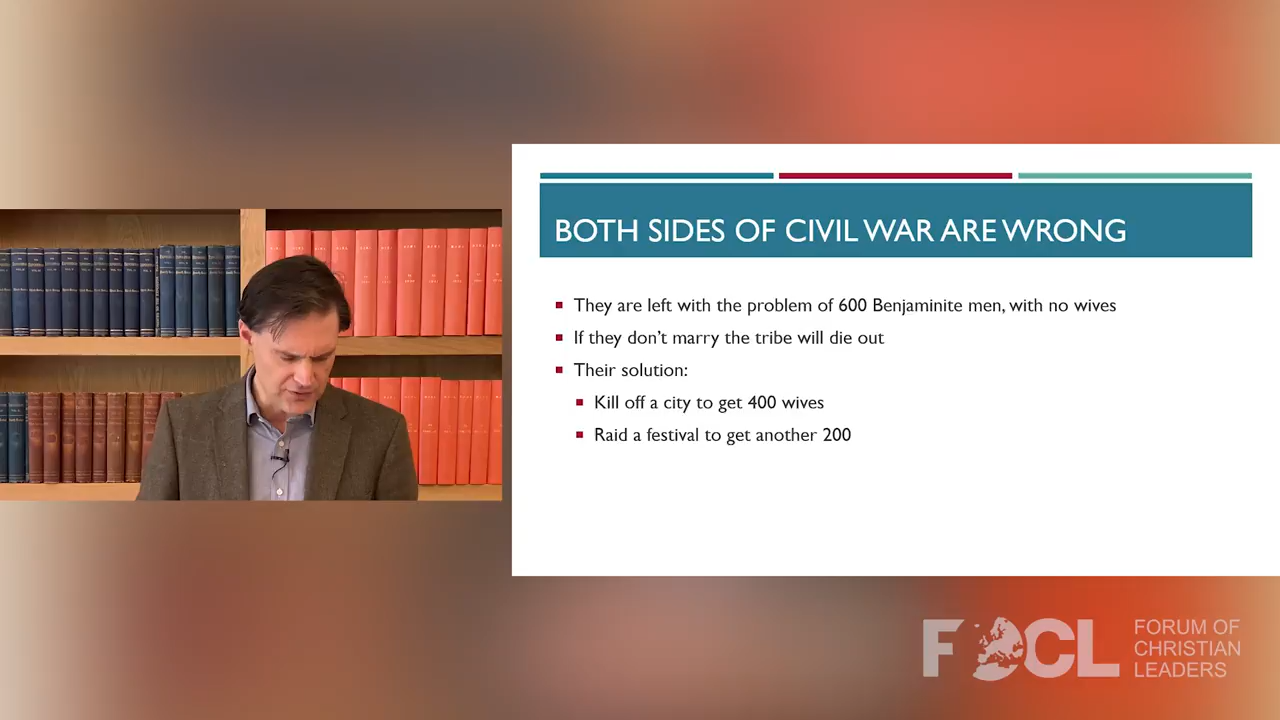 BOTH SIDES OF CIVIL WAR ARE WRONG
They are left with the problem of 600 Benjaminite men, with no wives
If they don't marry the tribe will die out
Their solution:
Kill off a city to get 400 wives
Raid a festival to get another 200
FOCL
FORUM OF
CHRISTIAN
LEADERS